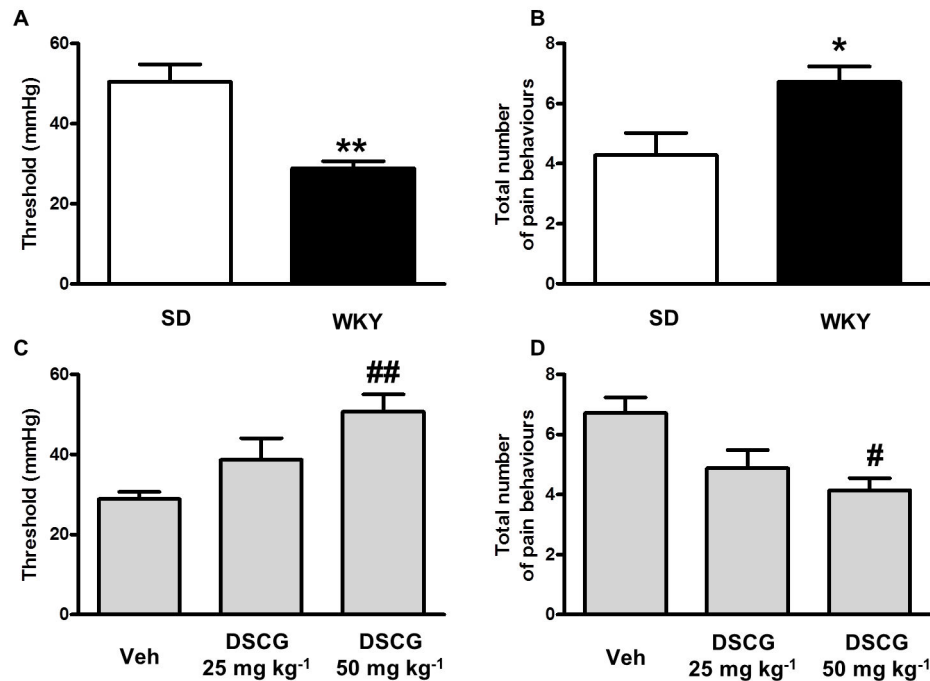 A
Threshold (mmHg)
60
40
20
0
**
SD
WKY
B
Total number
of pain behaviours
8
6
4
2
0
*
SD
WKY
C
Threshold (mmHg)
60
40
20
0
##
Veh
DSCG
25 mg kg⁻¹
DSCG
50 mg kg⁻¹
D
Total number
of pain behaviours
8
6
4
2
0
#
Veh
DSCG
25 mg kg⁻¹
DSCG
50 mg kg⁻¹